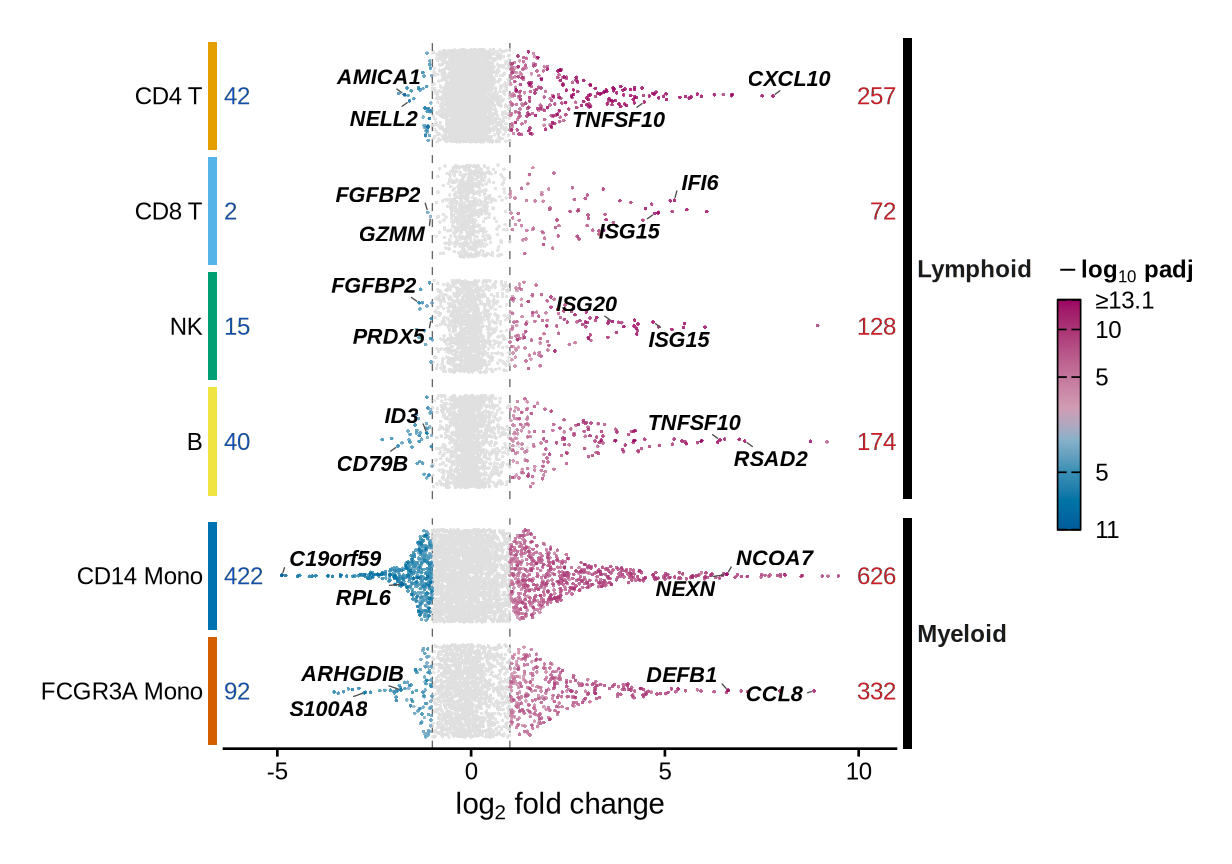 CD4 T
42
AMICA1
NELL2
CXCL10
TNFSF10
257
CD8 T
2
FGFBP2
GZMM
IFI6
ISG15
72
NK
15
FGFBP2
PRDX5
ISG20
ISG15
128
B
40
ID3
CD79B
TNFSF10
RSAD2
174
CD14 Mono
422
C19orf59
RPL6
NCOA7
NEXN
626
FCGR3A Mono
92
ARHGDIB
S100A8
DEFB1
CCL8
332
-5 0 5 10
log2 fold change
Lymphoid
Myeloid
−log10 padj
≥13.1
10
5
5
11